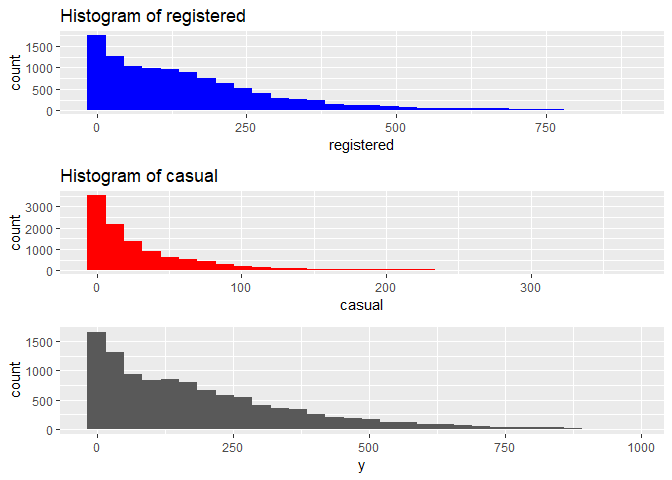 Histogram of registered
1500
1000
500
0
count
0 250 500 750
registered
Histogram of casual
3000
2000
1000
0
count
0 100 200 300
casual
1500
1000
500
0
count
0 250 500 750 1000
y